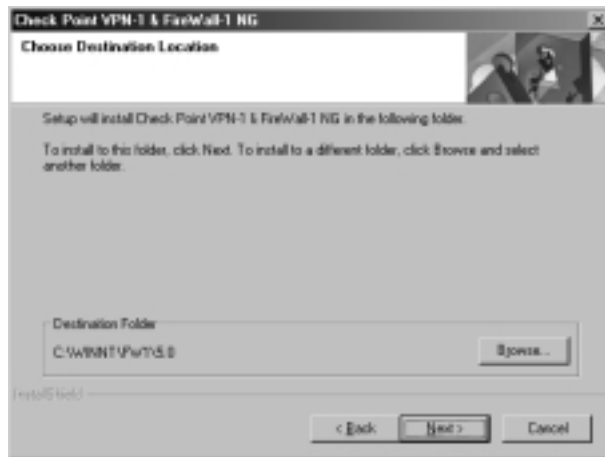 Check Point VPN-1 & FireWall-1 NG
Choose Destination Location
Setup will install Check Point VPN-1 & FireWall-1 NG in the following folder.
To install to this folder, click Next. To install to a different folder, click Browse and select
another folder.
Destination Folder
C:\WINNT\FW1\5.0
Browse...
InstallShield
< Back
Next >
Cancel